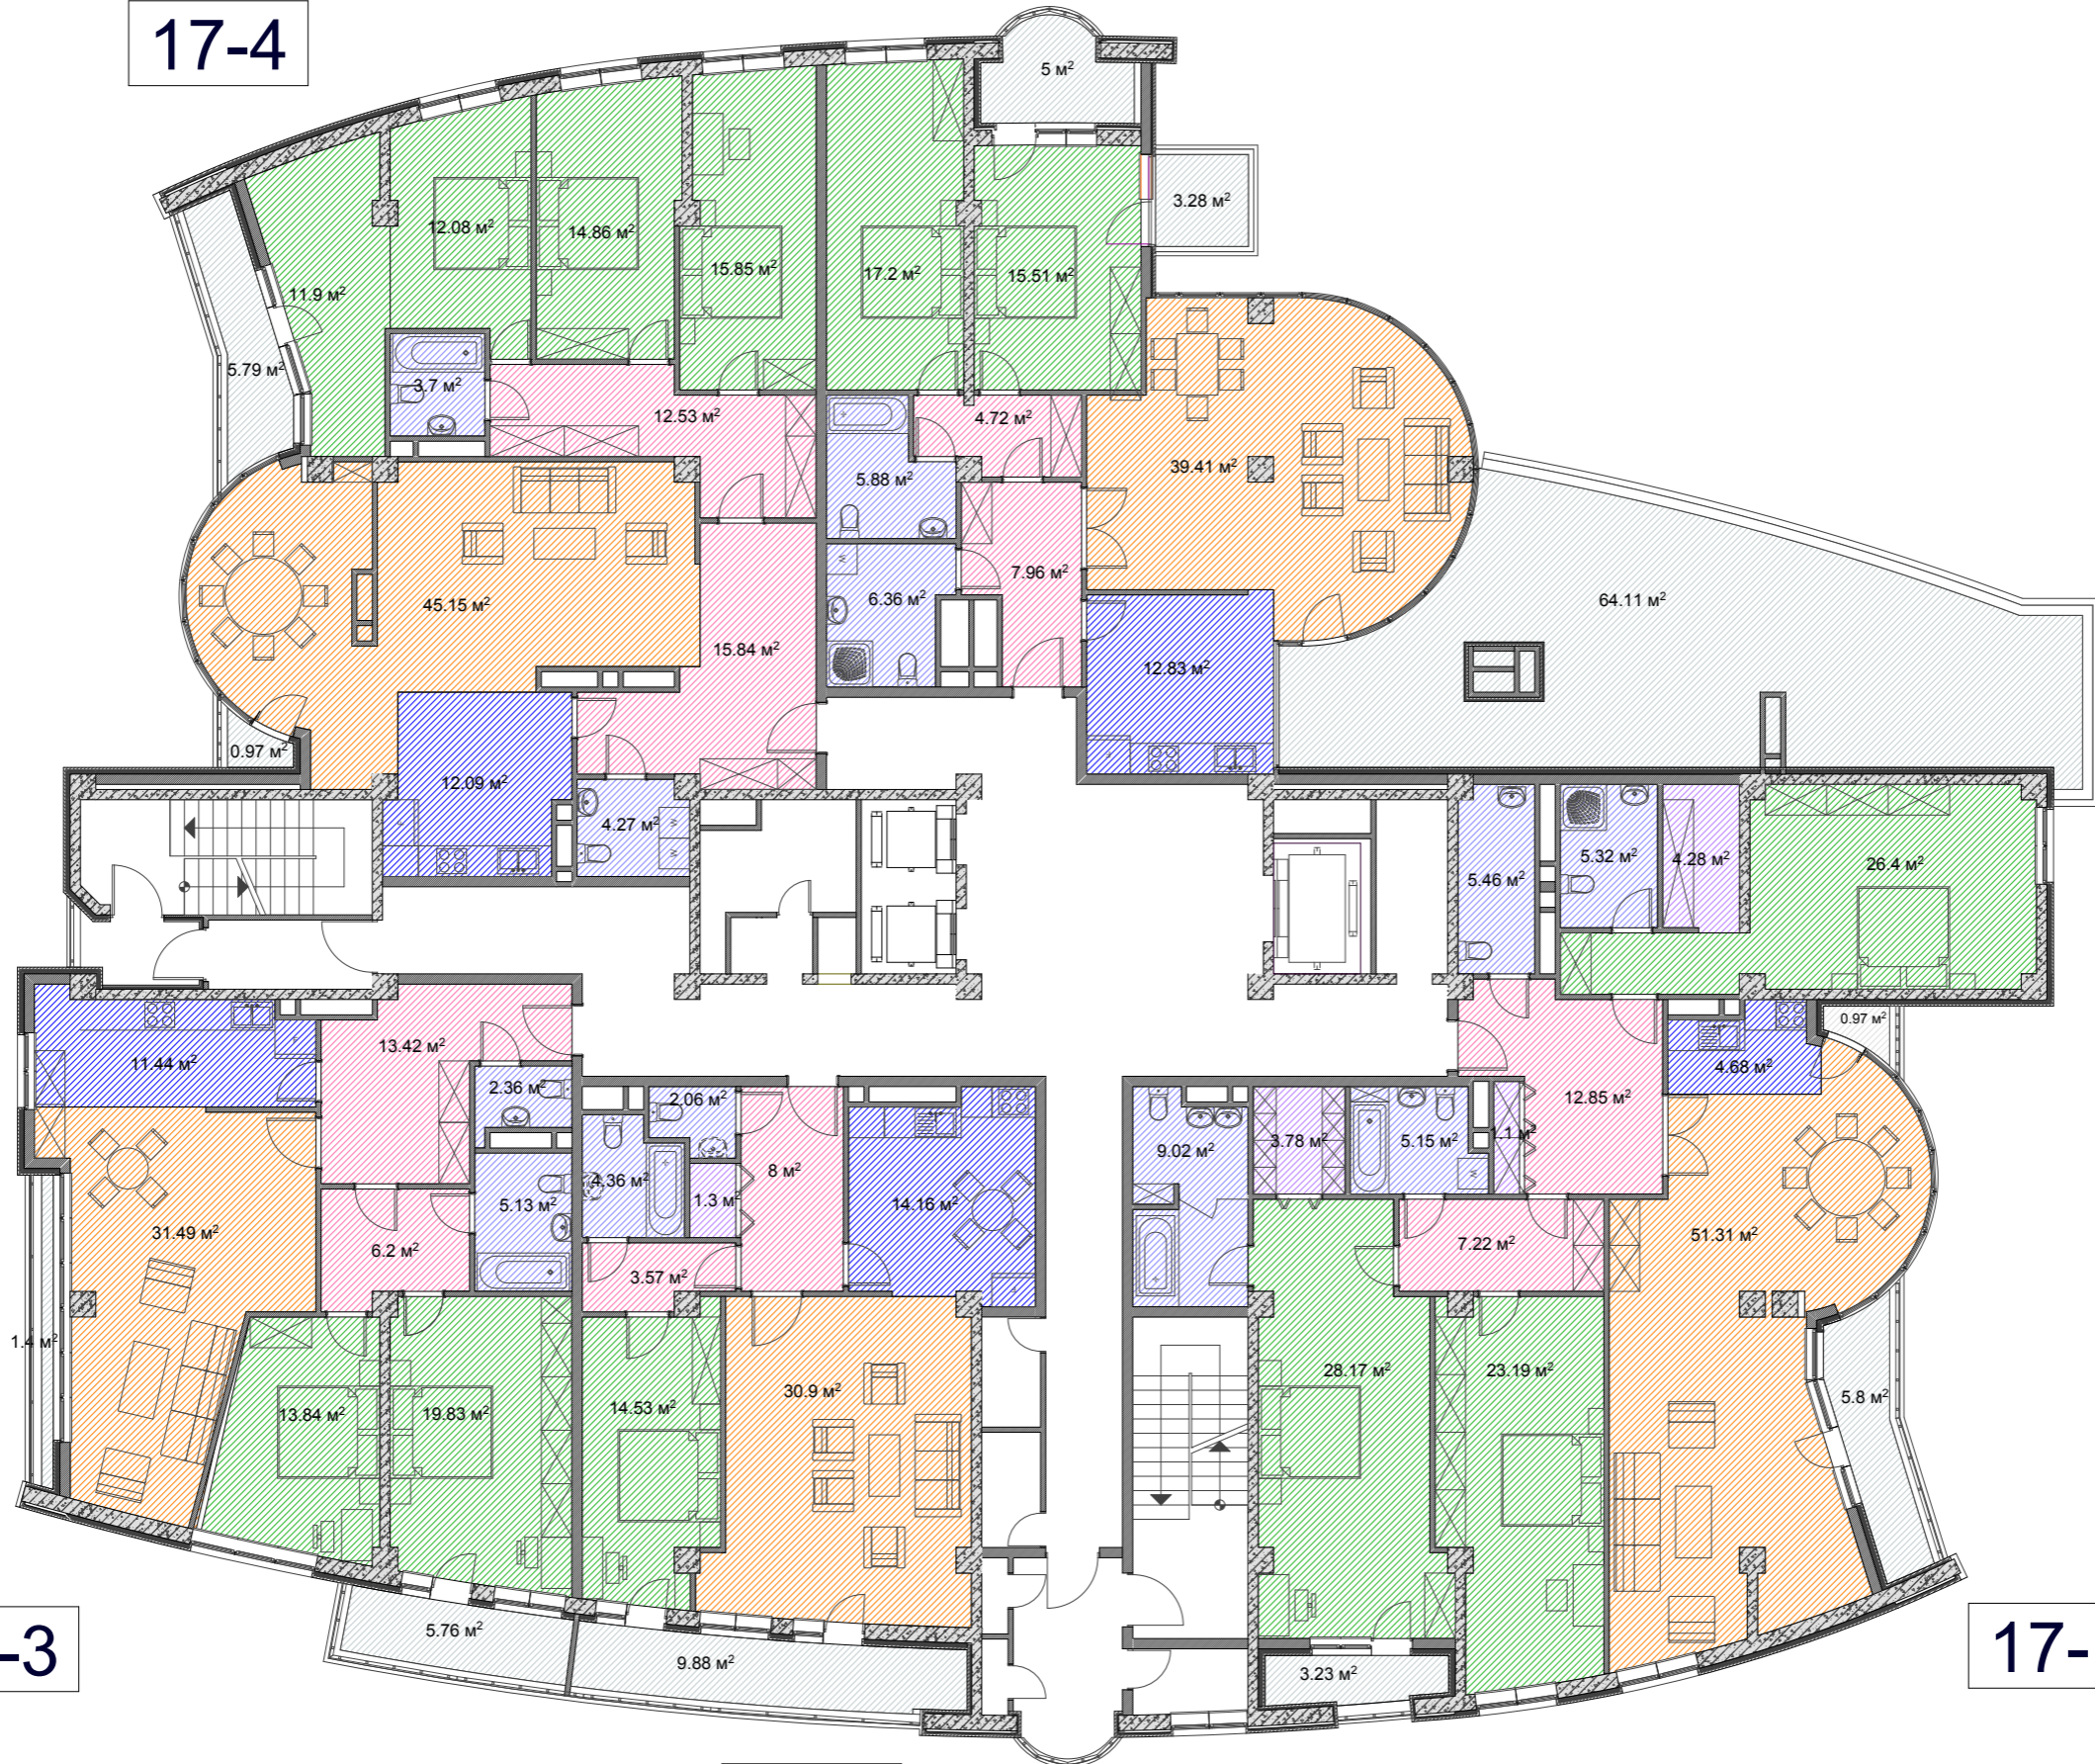 17-4
5 м²
3.28 м²
12.08 м²
14.86 м²
15.85 м²
17.2 м²
15.51 м²
11.9 м²
5.79 м²
3.7 м²
12.53 м²
4.72 м²
39.41 м²
5.88 м²
7.96 м²
6.36 м²
64.11 м²
45.15 м²
15.84 м²
12.83 м²
0.97 м²
12.09 м²
4.27 м²
W
W
W
5.46 м²
5.32 м²
4.28 м²
26.4 м²
0.97 м²
13.42 м²
11.44 м²
2.36 м²
2.06 м²
4.68 м²
12.85 м²
9.02 м²
3.78 м²
5.15 м²
1.1 м²
W
8 м²
4.36 м²
1.3 м²
14.16 м²
5.13 м²
31.49 м²
6.2 м²
3.57 м²
7.22 м²
51.31 м²
1.4 м²
13.84 м²
19.83 м²
14.53 м²
30.9 м²
28.17 м²
23.19 м²
5.8 м²
5.76 м²
9.88 м²
3.23 м²
-3
17-